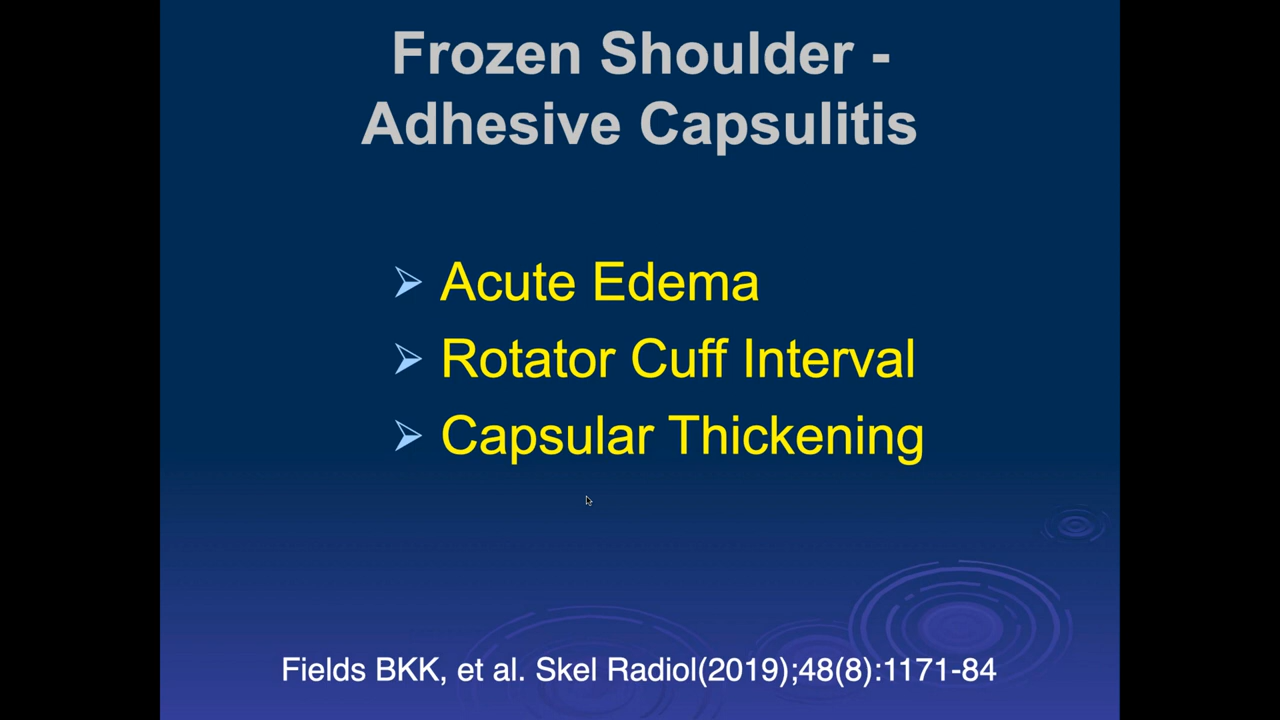 Frozen Shoulder -
Adhesive Capsulitis
Acute Edema
Rotator Cuff Interval
Capsular Thickening
Fields BKK, et al. Skel Radiol(2019);48(8):1171-84